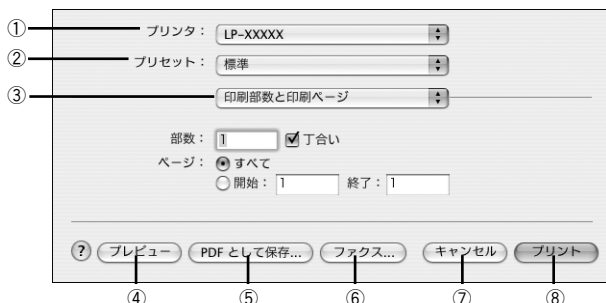 ① プリンタ： LP-XXXXX
② プリセット： 標準
③ 印刷部数と印刷ページ
部数： 1 丁合い
ページ： すべて
開始： 1 終了： 1
? プレビュー PDF として保存... ファクス... キャンセル プリント
④ ⑤ ⑥ ⑦ ⑧